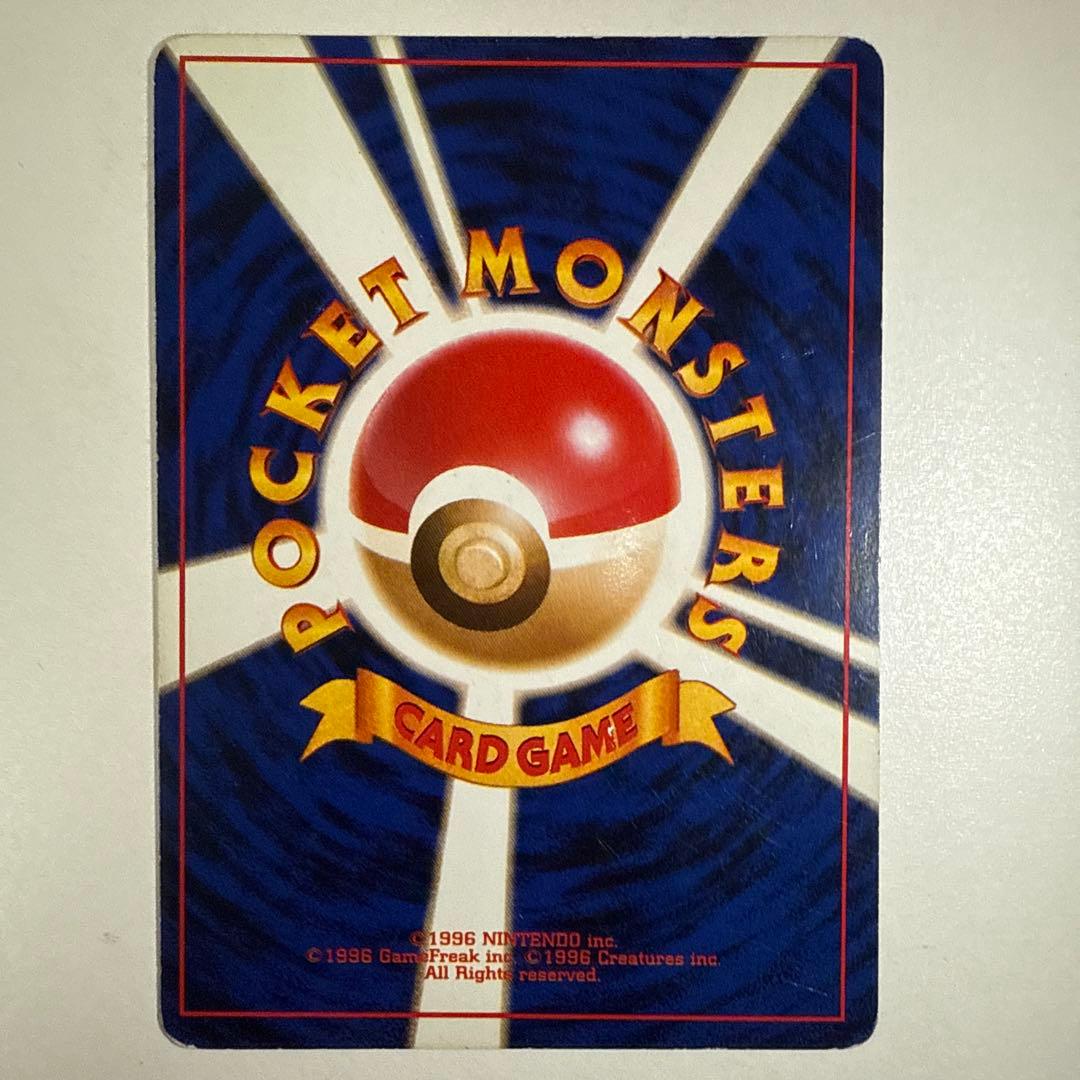 POCKET MONSTERS
CARD GAME
©1996 NINTENDO inc.
©1996 GameFreak inc. ©1996 Creatures inc.
All Rights reserved.